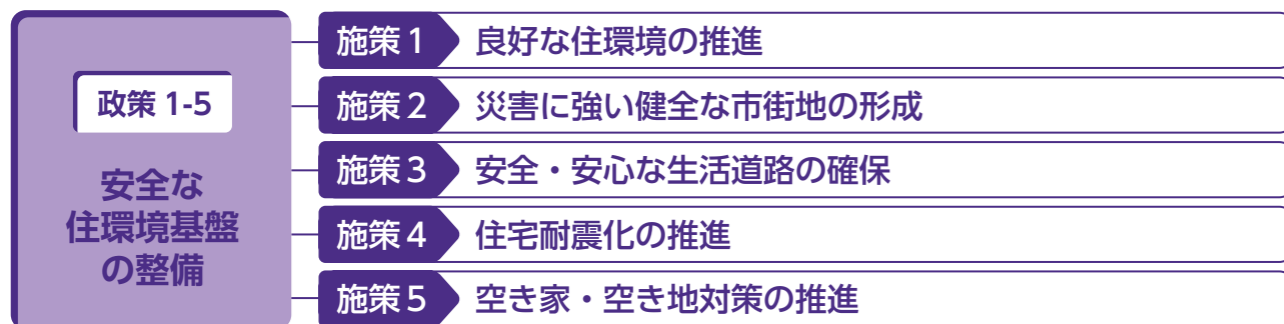 政策 1-5
安全な
住環境基盤
の整備
施策 1 良好な住環境の推進
施策 2 災害に強い健全な市街地の形成
施策 3 安全・安心な生活道路の確保
施策 4 住宅耐震化の推進
施策 5 空き家・空き地対策の推進